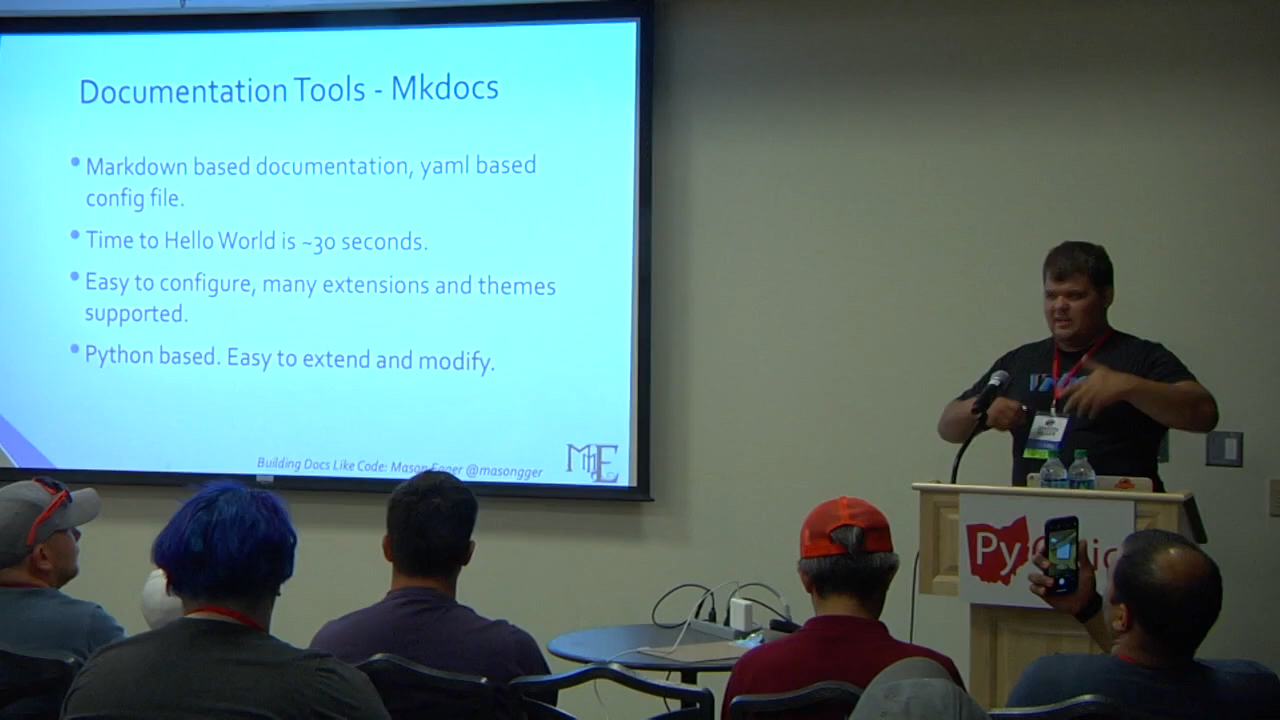 Documentation Tools - Mkdocs
• Markdown based documentation, yaml based
config file.
• Time to Hello World is ~30 seconds.
• Easy to configure, many extensions and themes
supported.
• Python based. Easy to extend and modify.
Building Docs Like Code: Mason Egger @masongger
Py